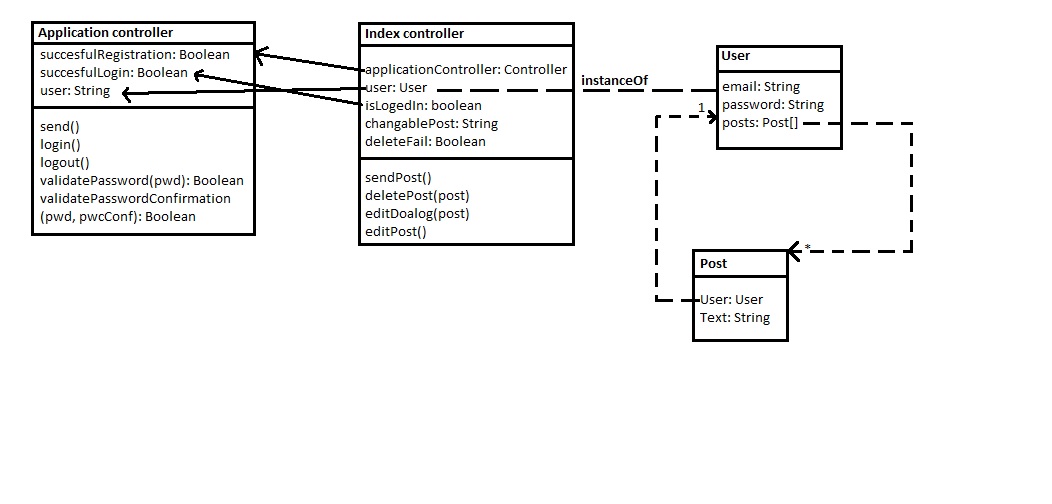 Application controller
succesfulRegistration: Boolean
succesfulLogin: Boolean
user: String
send()
login()
logout()
validatePassword(pwd): Boolean
validatePasswordConfirmation
(pwd, pwcConf): Boolean
Index controller
applicationController: Controller
user: User
isLogedIn: boolean
changablePost: String
deleteFail: Boolean
sendPost()
deletePost(post)
editDoalog(post)
editPost()
instanceOf
User
email: String
password: String
posts: Post[]
1
*
Post
User: User
Text: String